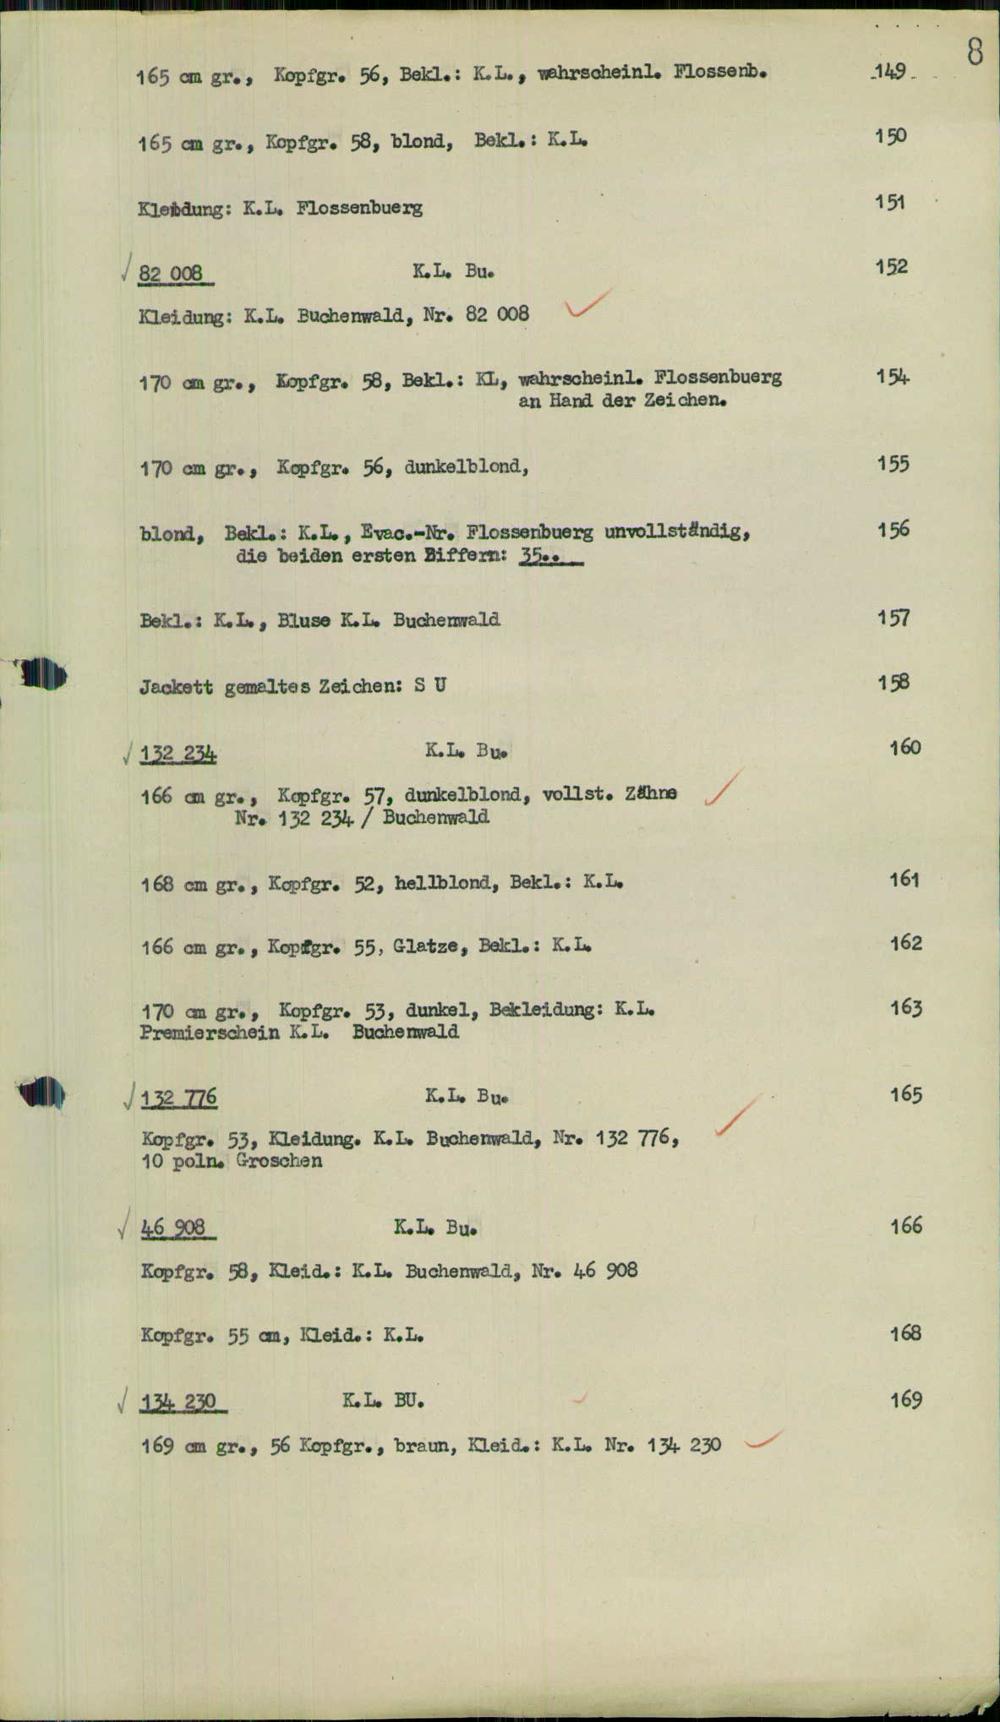 8
165 cm gr., Kopfgr. 56, Bekl.: K.L., wahrscheinl. Flossenb. 149
165 cm gr., Kopfgr. 58, blond, Bekl.: K.L. 150
Kleidung: K.L. Flossenbuerg 151
√ 82 008 K.L. Bu. 152
Kleidung: K.L. Buchenwald, Nr. 82 008 ✓
170 cm gr., Kopfgr. 58, Bekl.: KL, wahrscheinl. Flossenbuerg 154
an Hand der Zeichen.
170 cm gr., Kopfgr. 56, dunkelblond, 155
blond, Bekl.: K.L., Evac.-Nr. Flossenbuerg unvollständig, 156
die beiden ersten Ziffern: 35..
Bekl.: K.L., Bluse K.L. Buchenwald 157
Jackett gemaltes Zeichen: S U 158
√ 132 234 K.L. Bu. 160
166 cm gr., Kopfgr. 57, dunkelblond, vollst. Zähne ✓
Nr. 132 234 / Buchenwald
168 cm gr., Kopfgr. 52, hellblond, Bekl.: K.L. 161
166 cm gr., Kopfgr. 55, Glatze, Bekl.: K.L. 162
170 cm gr., Kopfgr. 53, dunkel, Bekleidung: K.L. 163
Premierschein K.L. Buchenwald
√ 132 776 K.L. Bu. 165
Kopfgr. 53, Kleidung. K.L. Buchenwald, Nr. 132 776, ✓
10 poln. Groschen
√ 46 908 K.L. Bu. 166
Kopfgr. 58, Kleid.: K.L. Buchenwald, Nr. 46 908
Kopfgr. 55 cm, Kleid.: K.L. 168
√ 134 230 K.L. BU. ✓ 169
169 cm gr., 56 Kopfgr., braun, Kleid.: K.L. Nr. 134 230 ✓